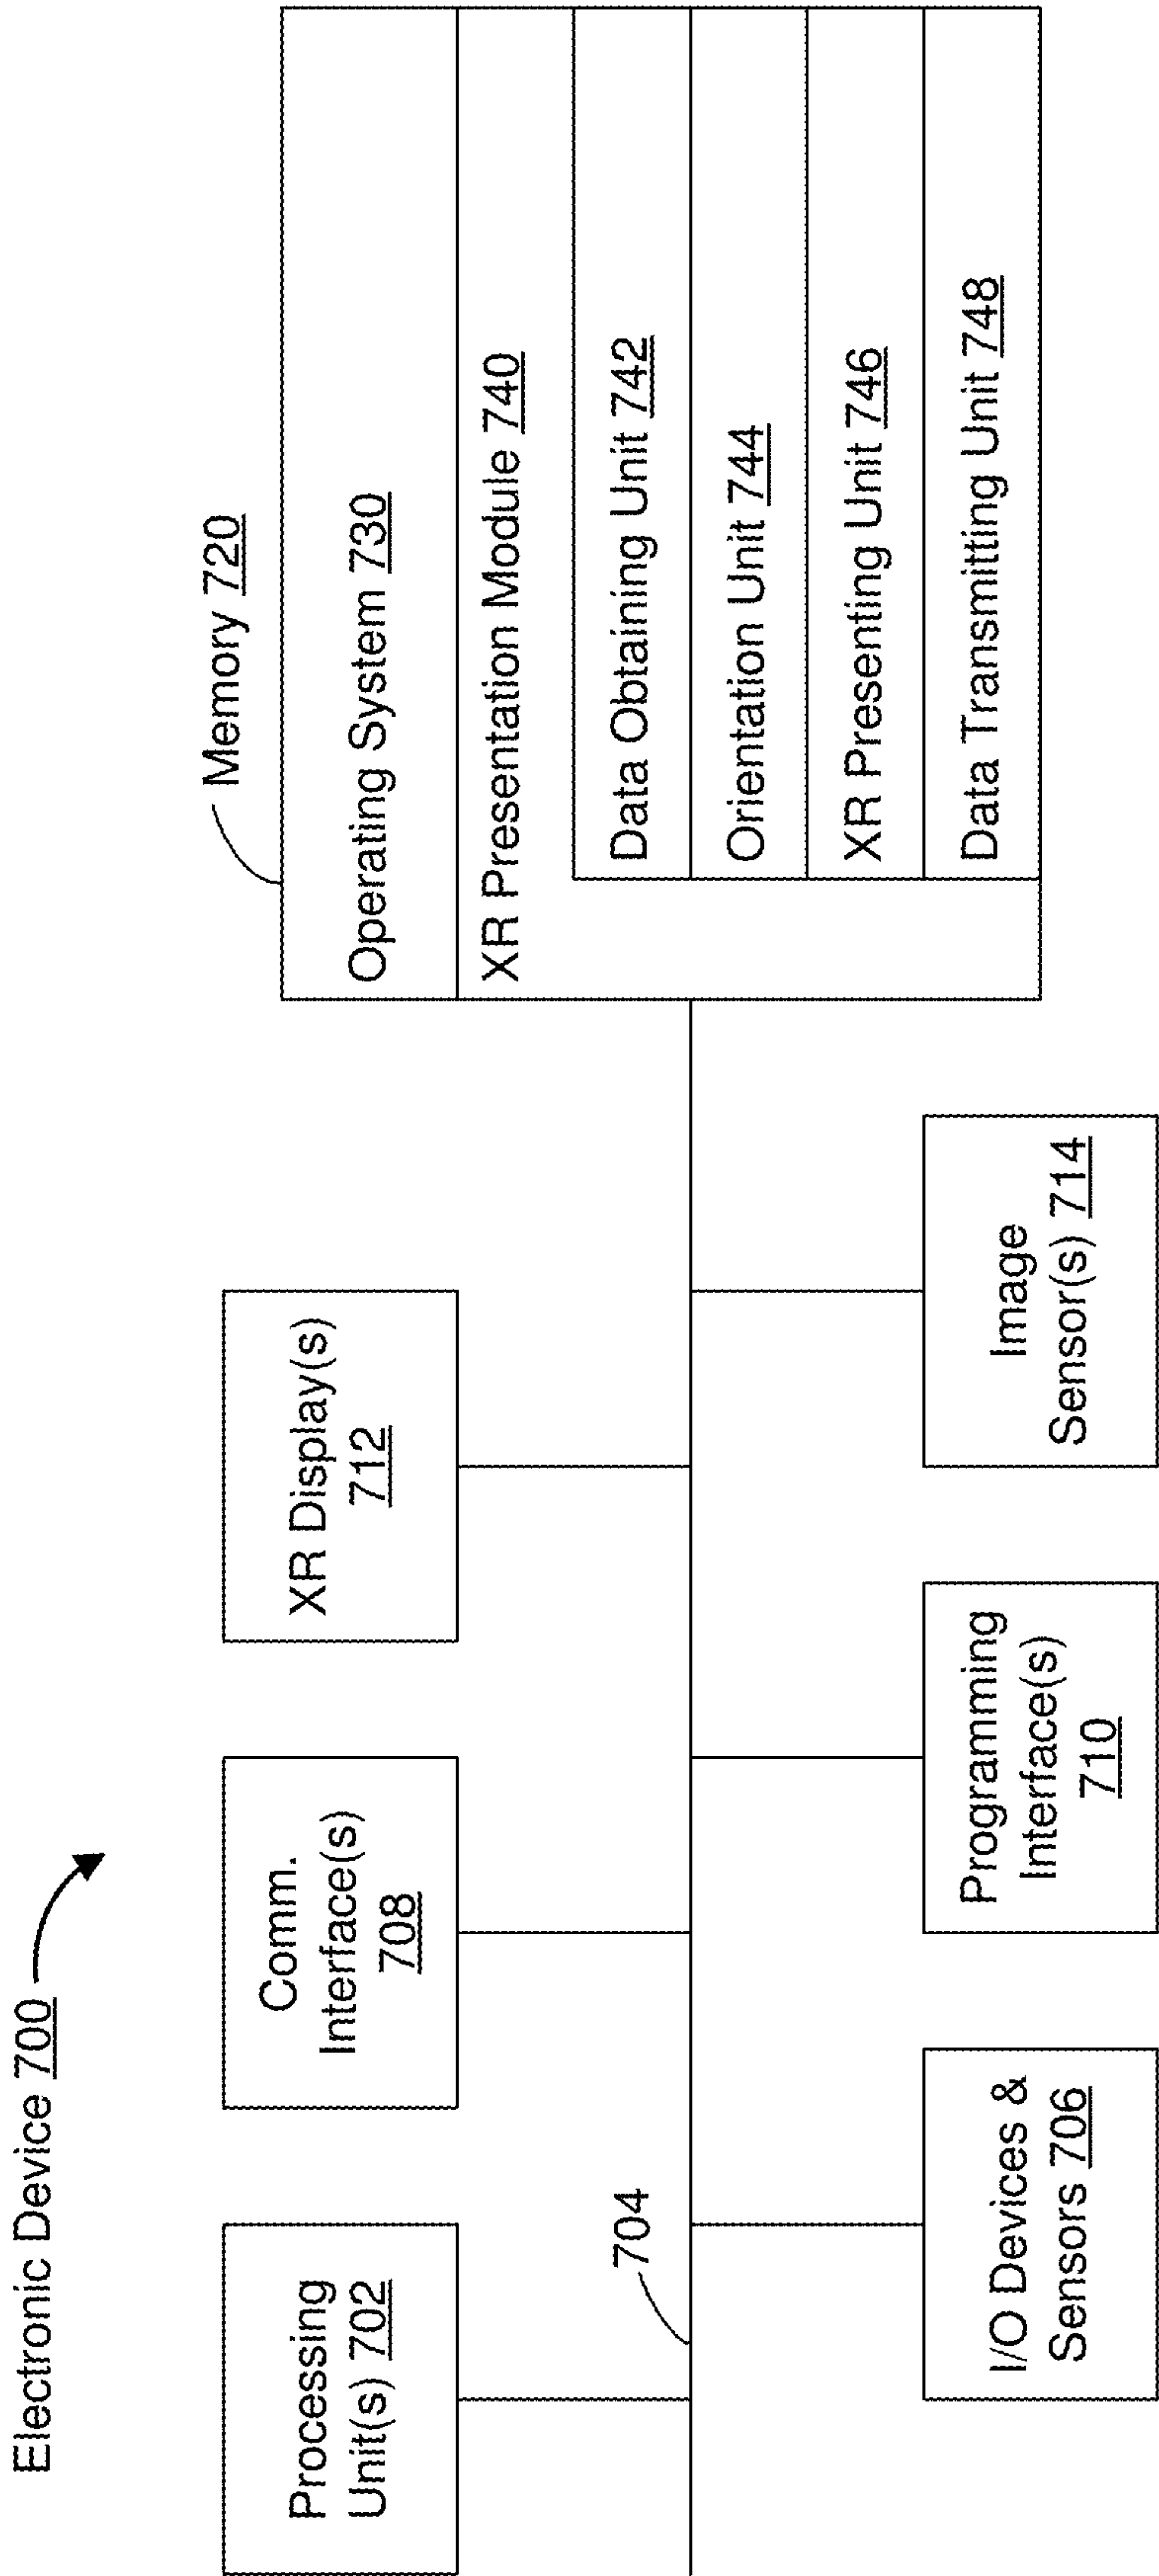 Electronic Device 700
Processing
Unit(s) 702
Comm.
Interface(s)
708
XR Display(s)
712
704
I/O Devices &
Sensors 706
Programming
Interface(s)
710
Image
Sensor(s) 714
Memory 720
Operating System 730
XR Presentation Module 740
Data Obtaining Unit 742
Orientation Unit 744
XR Presenting Unit 746
Data Transmitting Unit 748